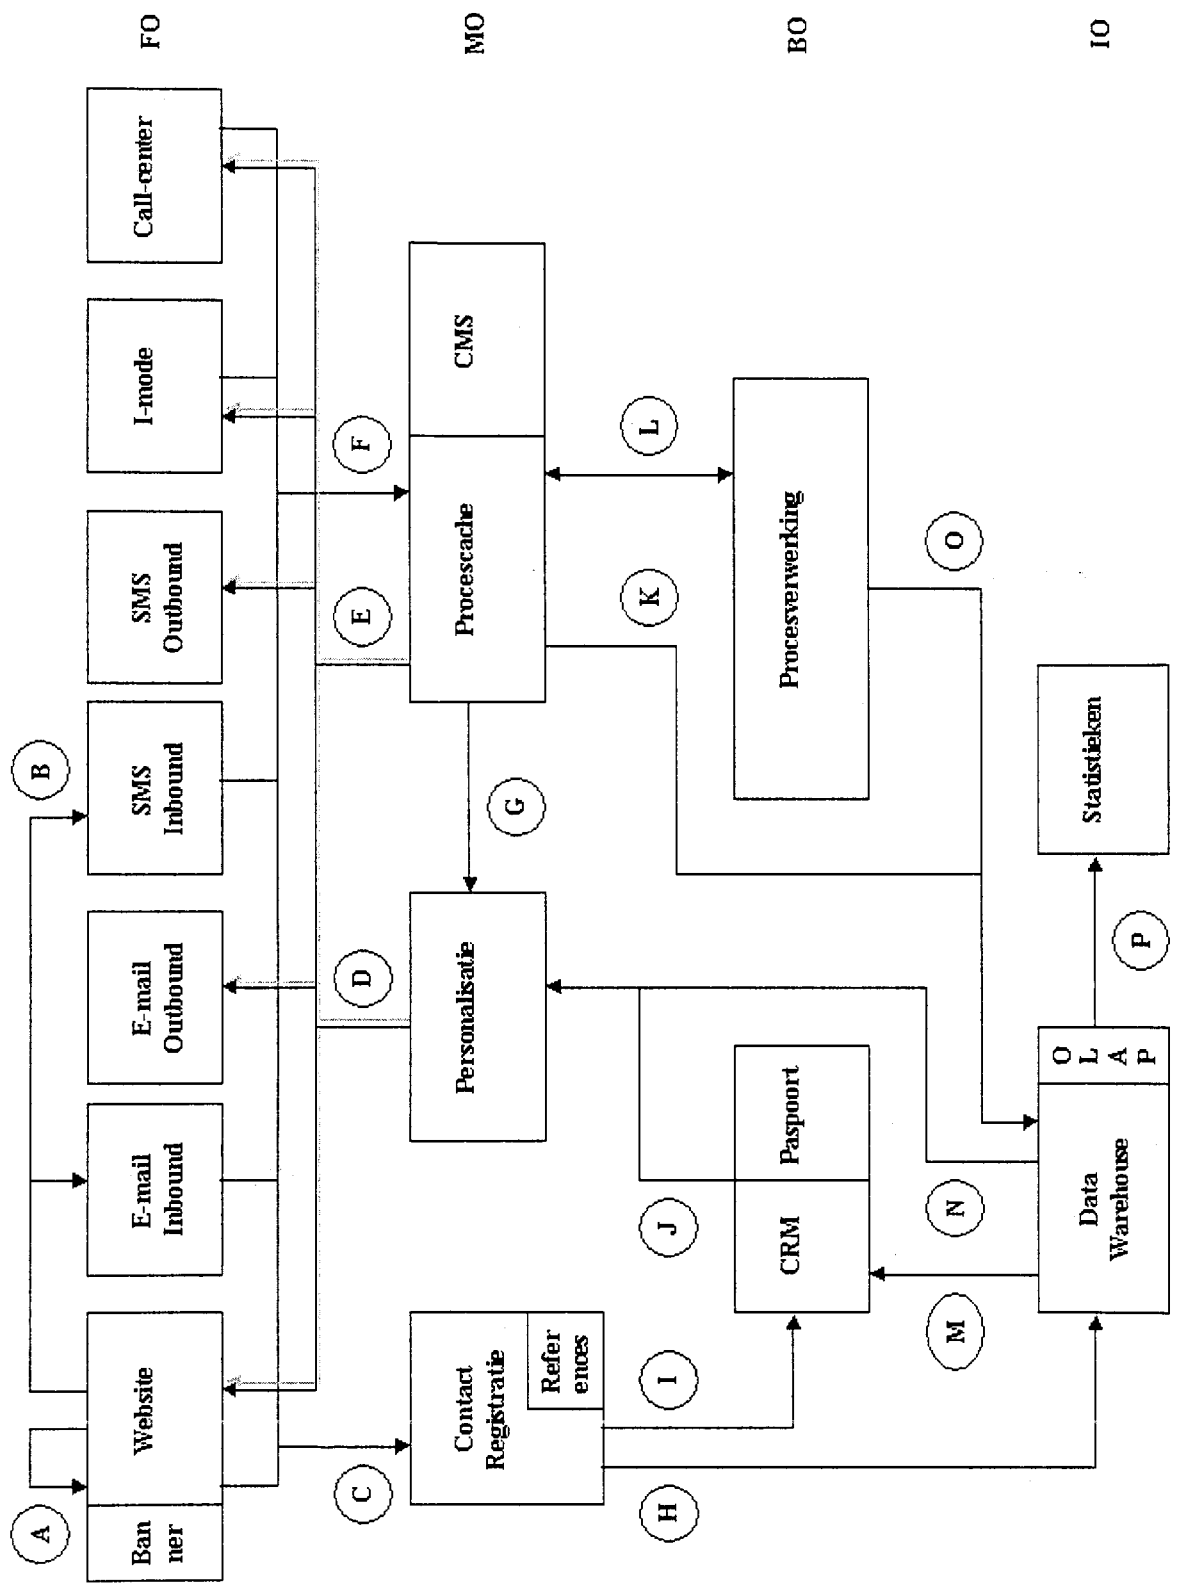 FO
MO
BO
IO
A
Ban
ner
Website
E-mail
Inbound
E-mail
Outbound
B
SMS
Inbound
SMS
Outbound
I-mode
Call-center
C
D
E
F
Contact
Registratie
Refer
ences
Personalisatie
G
Procescache
CMS
H
I
J
K
L
CRM
Paspoort
Procesverwerking
M
N
O
Data
Warehouse
O
L
A
P
P
Statistieken